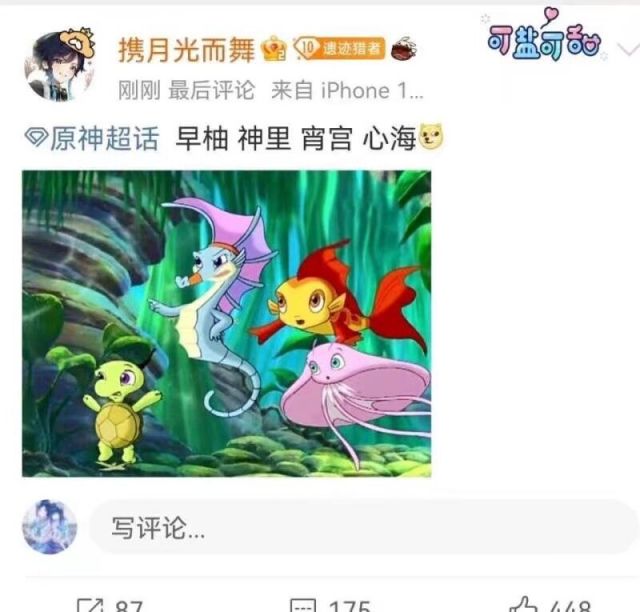 携月光而舞 10 遗迹猎者
可盐可甜
刚刚 最后评论 来自 iPhone 1...
原神超话 早柚 神里 宵宫 心海
写评论...
87 175 448